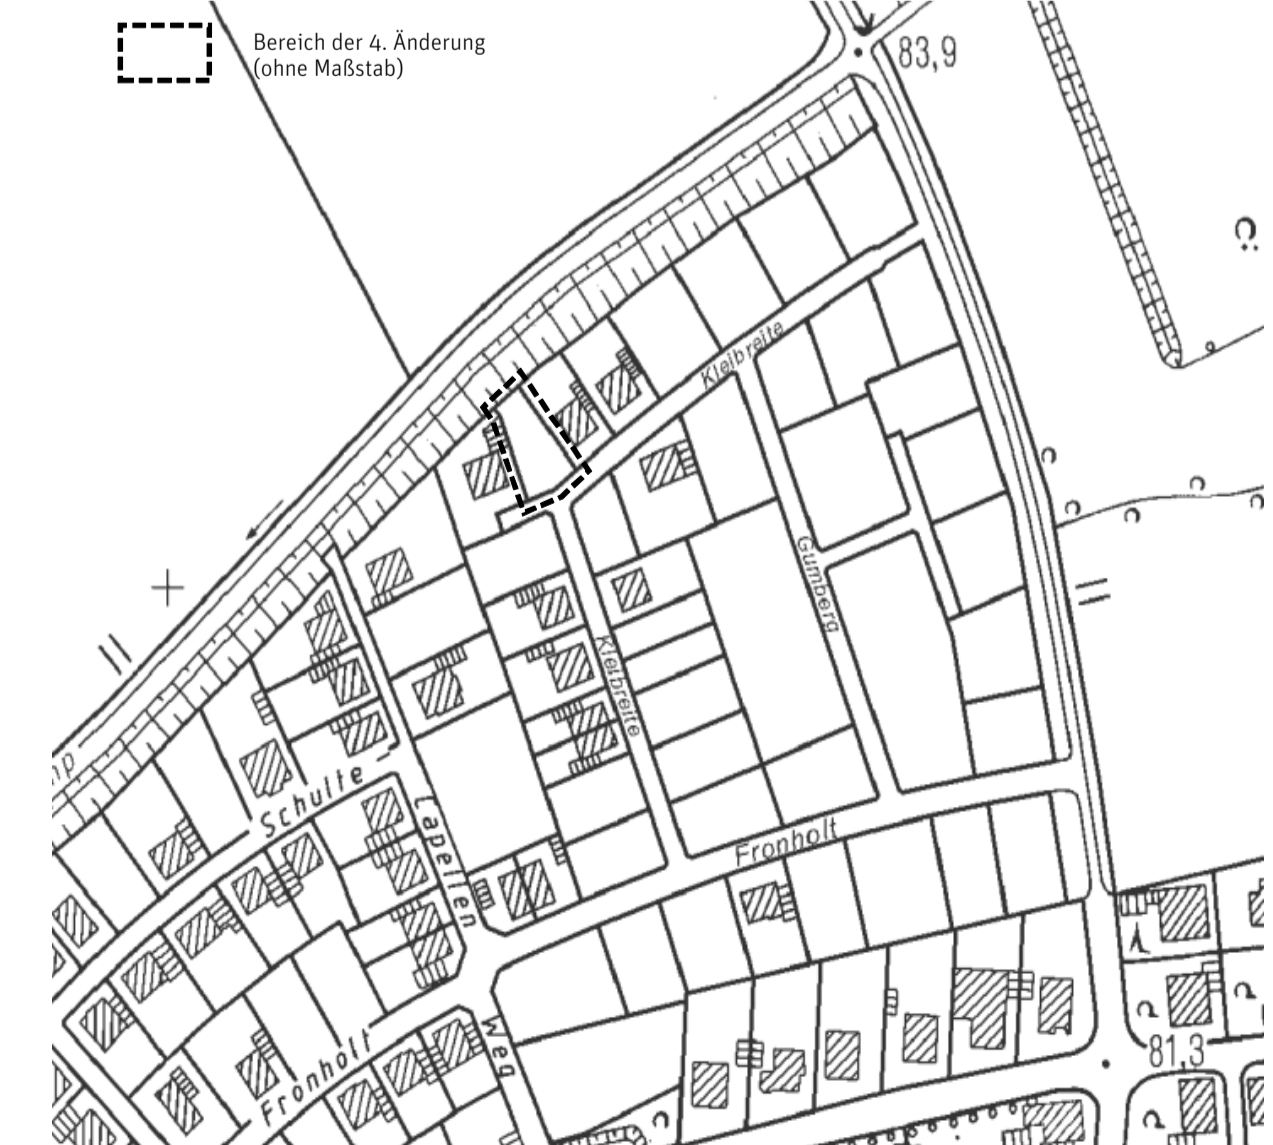 Bereich der 4. Änderung
(ohne Maßstab)
83,9
Kleibreite
Gumberg
Kleibreite
Schulte -
Lapellen
Fronholt
Fronholt
Weg
81,3